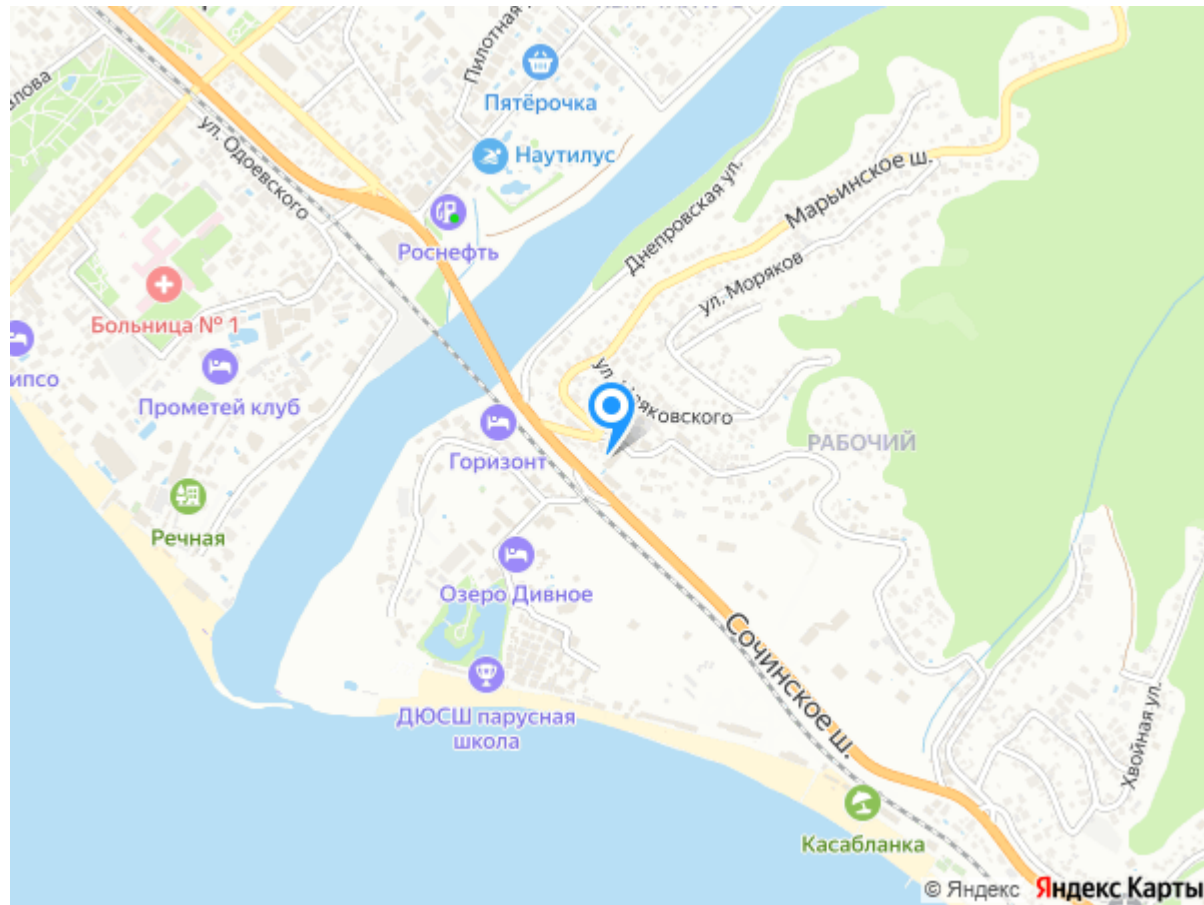 Пилотная
Пятёрочка
ул. Одоевского
Наутилус
Марьинское ш.
Днепровская ул.
Роснефть
ул. Моряков
Больница № 1
Прометей клуб
Горизонт
РАБОЧИЙ
Речная
Озеро Дивное
Сочинское ш.
ДЮСШ парусная
школа
Хвойная ул.
Касабланка
© Яндекс Яндекс Карты